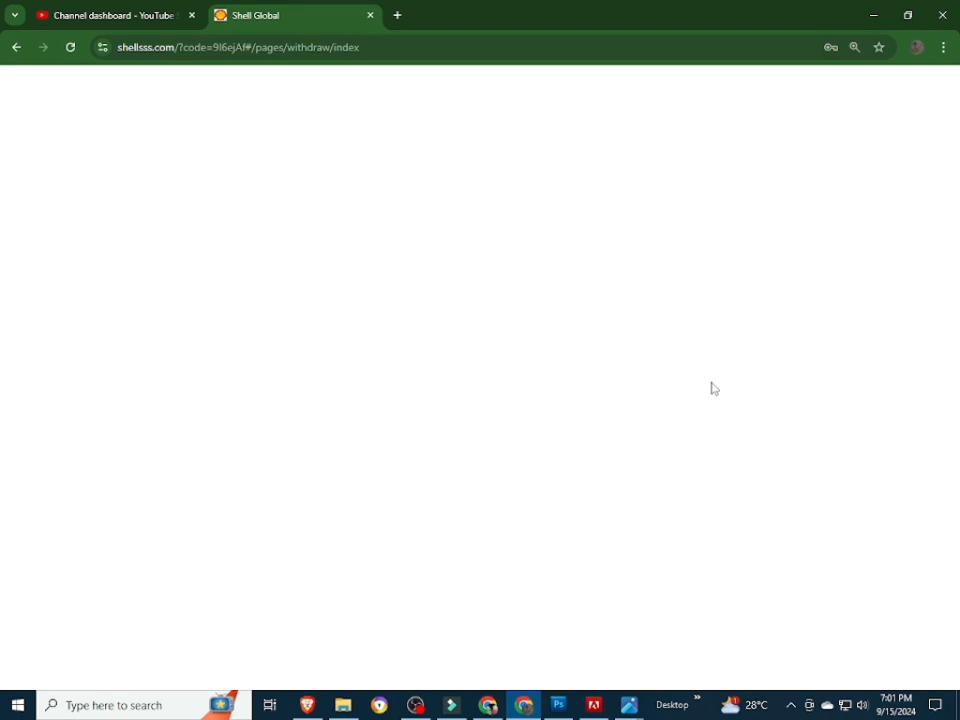 Channel dashboard - YouTube
Shell Global
shellsss.com/?code=9l6ejAf#/pages/withdraw/index
Type here to search
Desktop
28°C
7:01 PM
9/15/2024